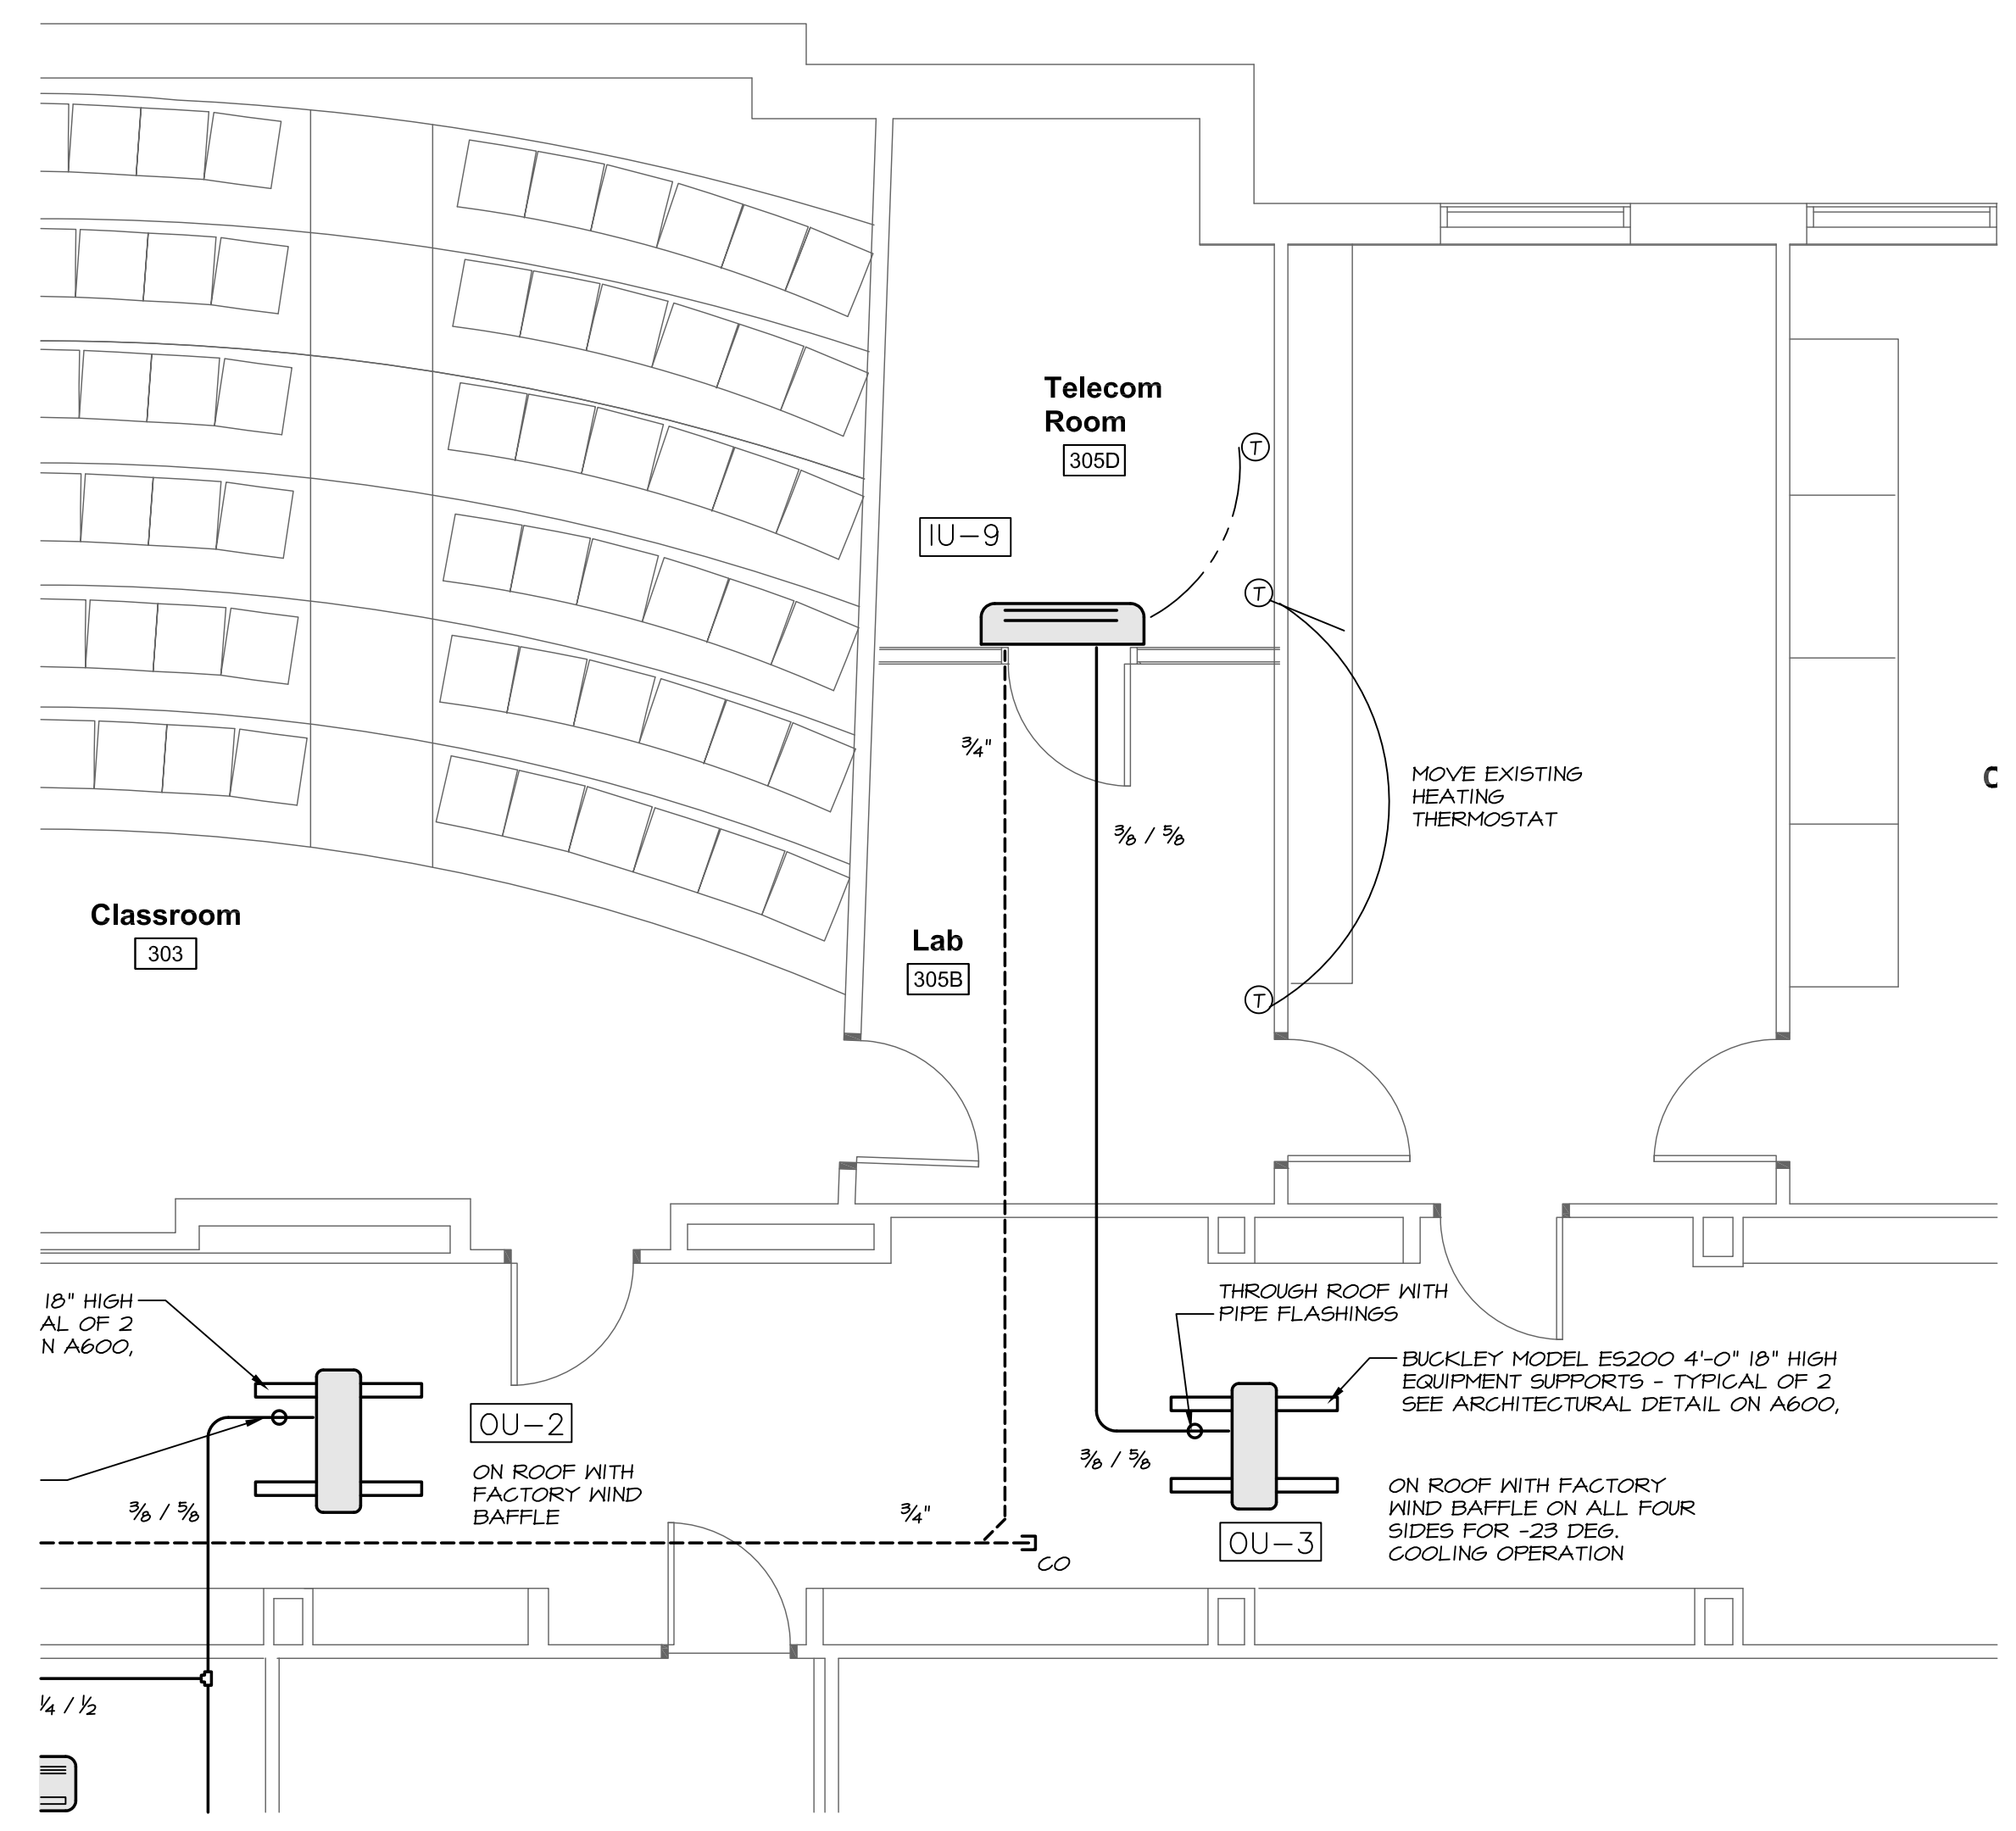 Telecom
Room
305D
T
IU-9
T
3/4"
MOVE EXISTING
HEATING
THERMOSTAT
3/8 / 5/8
Classroom
303
Lab
305B
T
18" HIGH
AL OF 2
N A600,
THROUGH ROOF WITH
PIPE FLASHINGS
BUCKLEY MODEL ES200 4'-0" 18" HIGH
EQUIPMENT SUPPORTS - TYPICAL OF 2
SEE ARCHITECTURAL DETAIL ON A600,
OU-2
ON ROOF WITH
FACTORY WIND
BAFFLE
3/8 / 5/8
3/8 / 5/8
3/4"
ON ROOF WITH FACTORY
WIND BAFFLE ON ALL FOUR
SIDES FOR -23 DEG.
COOLING OPERATION
OU-3
CO
1/4 / 1/2